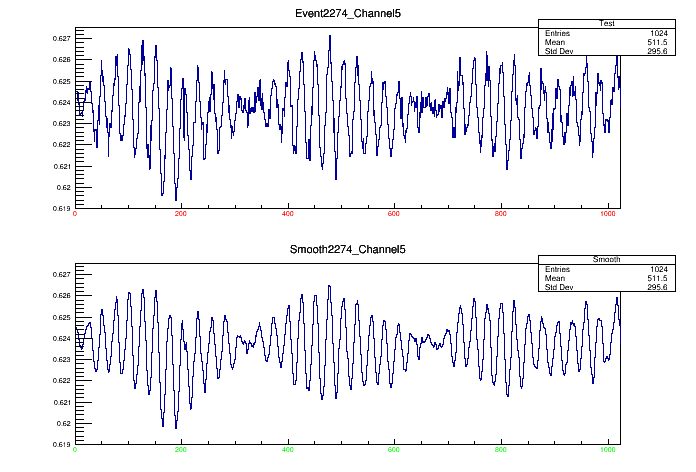 Event2274_Channel5
Test
Entries 1024
Mean 511.5
Std Dev 295.6
0.627
0.626
0.625
0.624
0.623
0.622
0.621
0.62
0.619
0 200 400 600 800 1000
Smooth2274_Channel5
Smooth
Entries 1024
Mean 511.5
Std Dev 295.6
0.627
0.626
0.625
0.624
0.623
0.622
0.621
0.62
0.619
0 200 400 600 800 1000